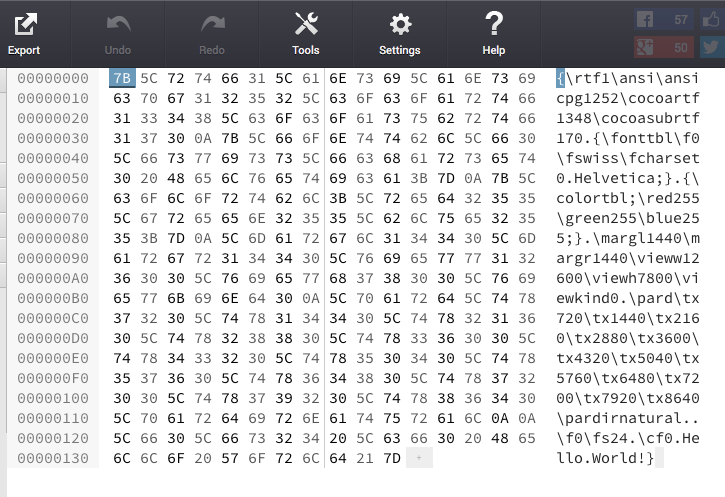 Export Undo Redo Tools Settings Help 57 50
00000000 7B 5C 72 74 66 31 5C 61 6E 73 69 5C 61 6E 73 69 {\rtf1\ansi\ansi
00000010 63 70 67 31 32 35 32 5C 63 6F 63 6F 61 72 74 66 cpg1252\cocoartf
00000020 31 33 34 38 5C 63 6F 63 6F 61 73 75 62 72 74 66 1348\cocoasubrtf
00000030 31 37 30 0A 7B 5C 66 6F 6E 74 74 62 6C 5C 66 30 170.{\fonttbl\f0
00000040 5C 66 73 77 69 73 73 5C 66 63 68 61 72 73 65 74 \fswiss\fcharset
00000050 30 20 48 65 6C 76 65 74 69 63 61 3B 7D 0A 7B 5C 0.Helvetica;}.{\
00000060 63 6F 6C 6F 72 74 62 6C 3B 5C 72 65 64 32 35 35 colortbl;\red255
00000070 5C 67 72 65 65 6E 32 35 35 5C 62 6C 75 65 32 35 \green255\blue25
00000080 35 3B 7D 0A 5C 6D 61 72 67 6C 31 34 34 30 5C 6D 5;}.\margl1440\m
00000090 61 72 67 72 31 34 34 30 5C 76 69 65 77 77 31 32 argr1440\vieww12
000000A0 36 30 30 5C 76 69 65 77 68 37 38 30 30 5C 76 69 600\viewh7800\vi
000000B0 65 77 6B 69 6E 64 30 0A 5C 70 61 72 64 5C 74 78 ewkind0.\pard\tx
000000C0 37 32 30 5C 74 78 31 34 34 30 5C 74 78 32 31 36 720\tx1440\tx216
000000D0 30 5C 74 78 32 38 38 30 5C 74 78 33 36 30 30 5C 0\tx2880\tx3600\
000000E0 74 78 34 33 32 30 5C 74 78 35 30 34 30 5C 74 78 tx4320\tx5040\tx
000000F0 35 37 36 30 5C 74 78 36 34 38 30 5C 74 78 37 32 5760\tx6480\tx72
00000100 30 30 5C 74 78 37 39 32 30 5C 74 78 38 36 34 30 00\tx7920\tx8640
00000110 5C 70 61 72 64 69 72 6E 61 74 75 72 61 6C 0A 0A \pardirnatural..
00000120 5C 66 30 5C 66 73 32 34 20 5C 63 66 30 20 48 65 \f0\fs24.\cf0.He
00000130 6C 6C 6F 20 57 6F 72 6C 64 21 7D + llo.World!}